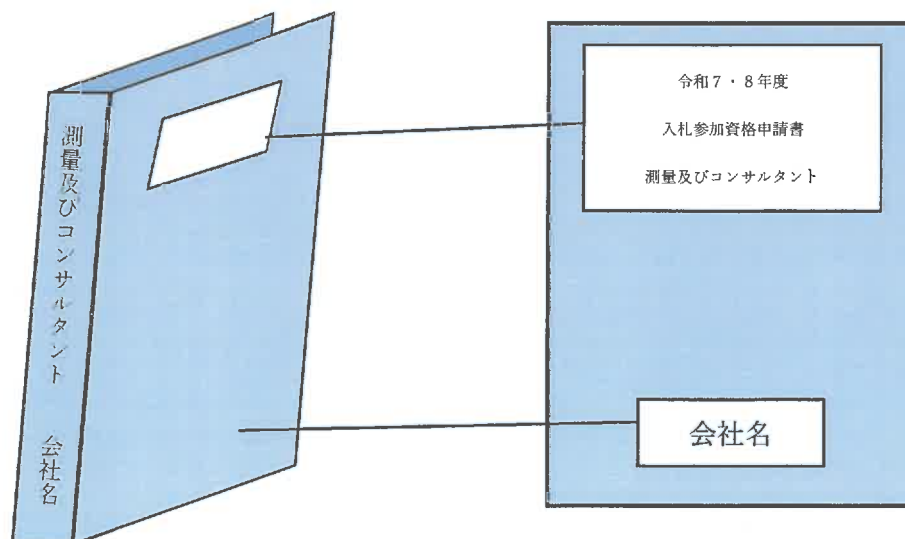 測量及びコンサルタント　会社名
令和７・８年度
入札参加資格申請書
測量及びコンサルタント
会社名